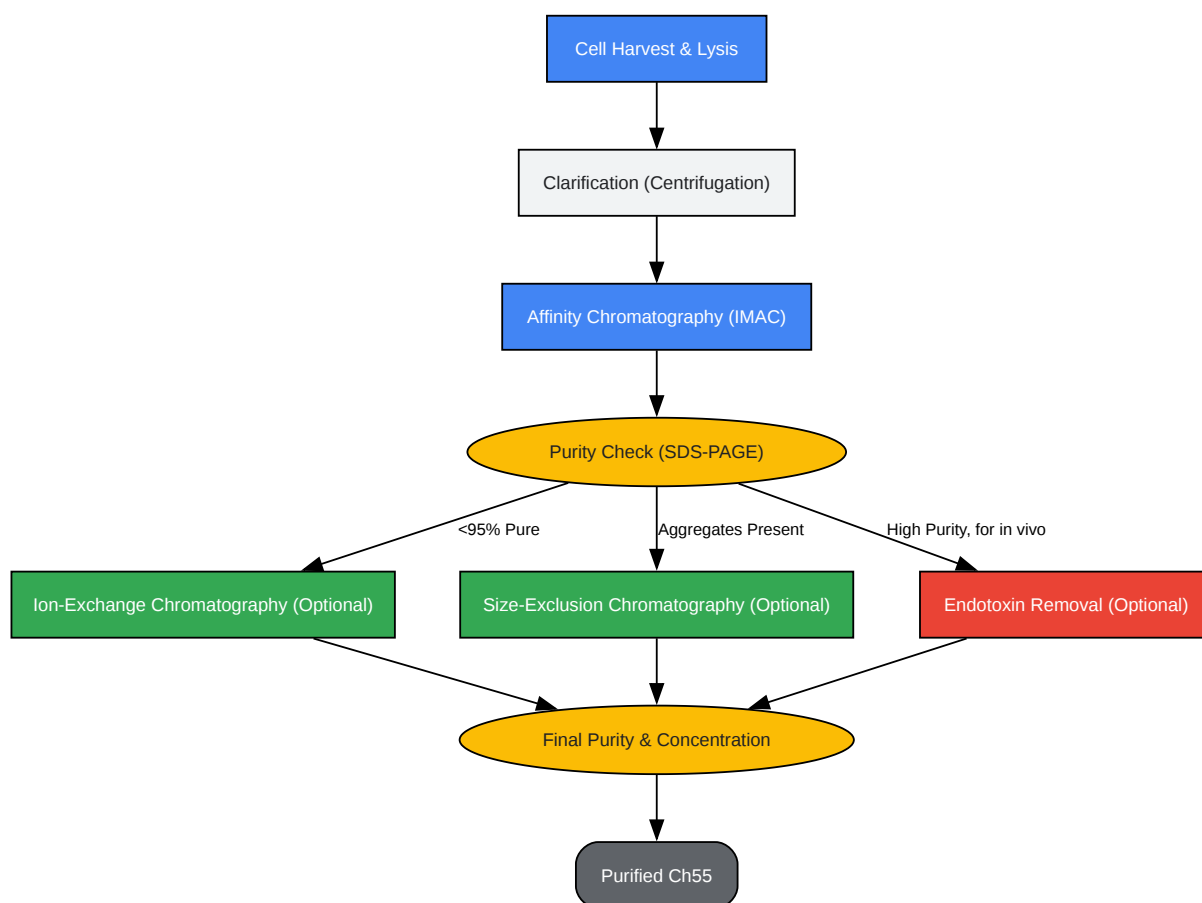 Cell Harvest & Lysis
Clarification (Centrifugation)
Affinity Chromatography (IMAC)
Purity Check (SDS-PAGE)
<95% Pure
Aggregates Present
High Purity, for in vivo
Ion-Exchange Chromatography (Optional)
Size-Exclusion Chromatography (Optional)
Endotoxin Removal (Optional)
Final Purity & Concentration
Purified Ch55